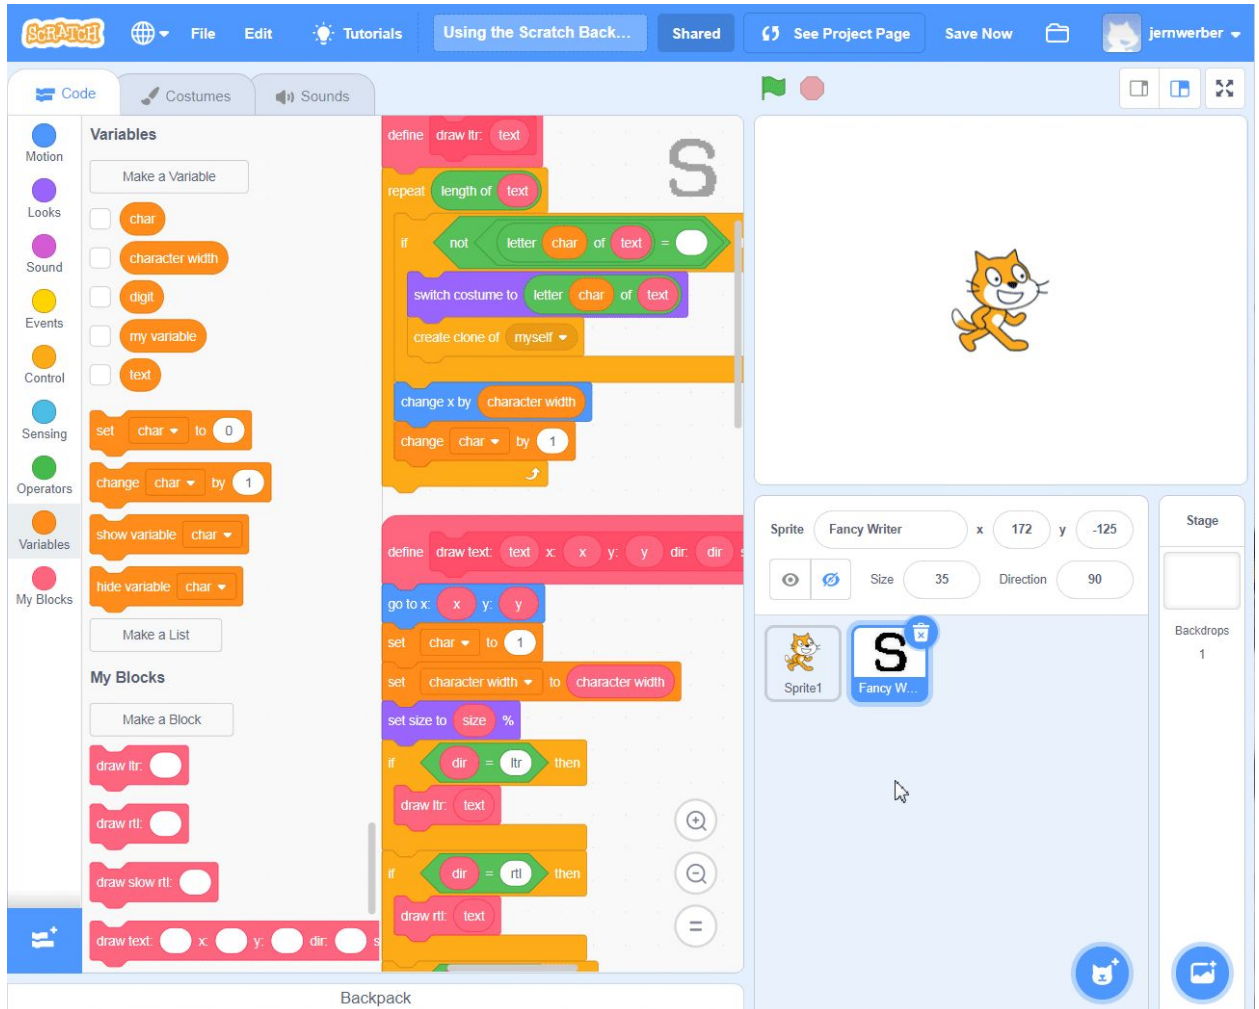 SCRATCH File Edit Tutorials Using the Scratch Back... Shared See Project Page Save Now jernwerber
Code Costumes Sounds
Motion
Looks
Sound
Events
Control
Sensing
Operators
Variables
My Blocks
Variables
Make a Variable
char
character width
digit
my variable
text
set char to 0
change char by 1
show variable char
hide variable char
Make a List
My Blocks
Make a Block
draw ltr:
draw rtl:
draw slow rtl:
draw text: x: y: dir: s
define draw ltr: text
repeat length of text
if not letter char of text =
switch costume to letter char of text
create clone of myself
change x by character width
change char by 1
define draw text: text x: x y: y dir: dir s
go to x: x y: y
set char to 1
set character width to character width
set size to size %
if dir = ltr then
draw ltr: text
if dir = rtl then
draw rtl: text
S
Backpack
Sprite Fancy Writer x 172 y -125
Size 35 Direction 90
Sprite1
S
Fancy W...
Stage
Backdrops
1